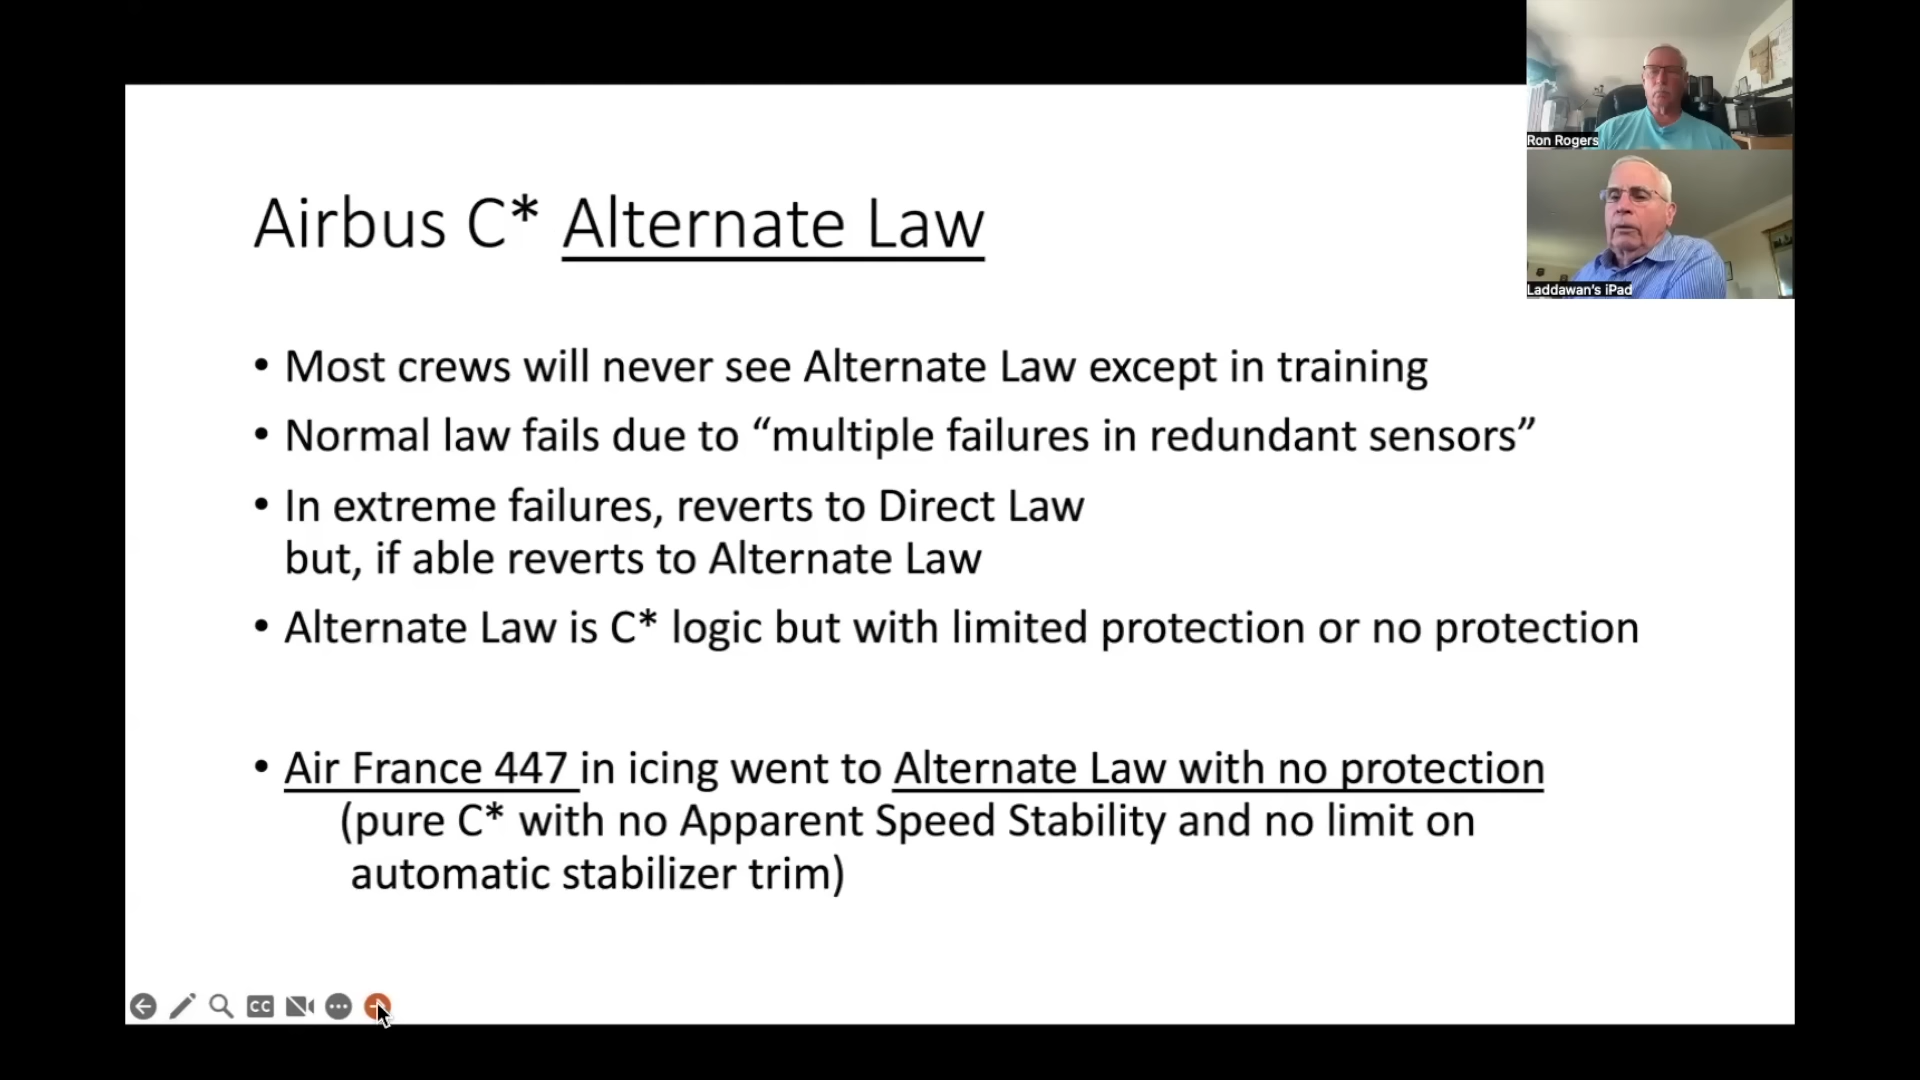 Airbus C* Alternate Law
• Most crews will never see Alternate Law except in training
• Normal law fails due to “multiple failures in redundant sensors”
• In extreme failures, reverts to Direct Law
but, if able reverts to Alternate Law
• Alternate Law is C* logic but with limited protection or no protection
• Air France 447 in icing went to Alternate Law with no protection
(pure C* with no Apparent Speed Stability and no limit on
automatic stabilizer trim)
Ron Rogers
Laddawan’s iPad
CC